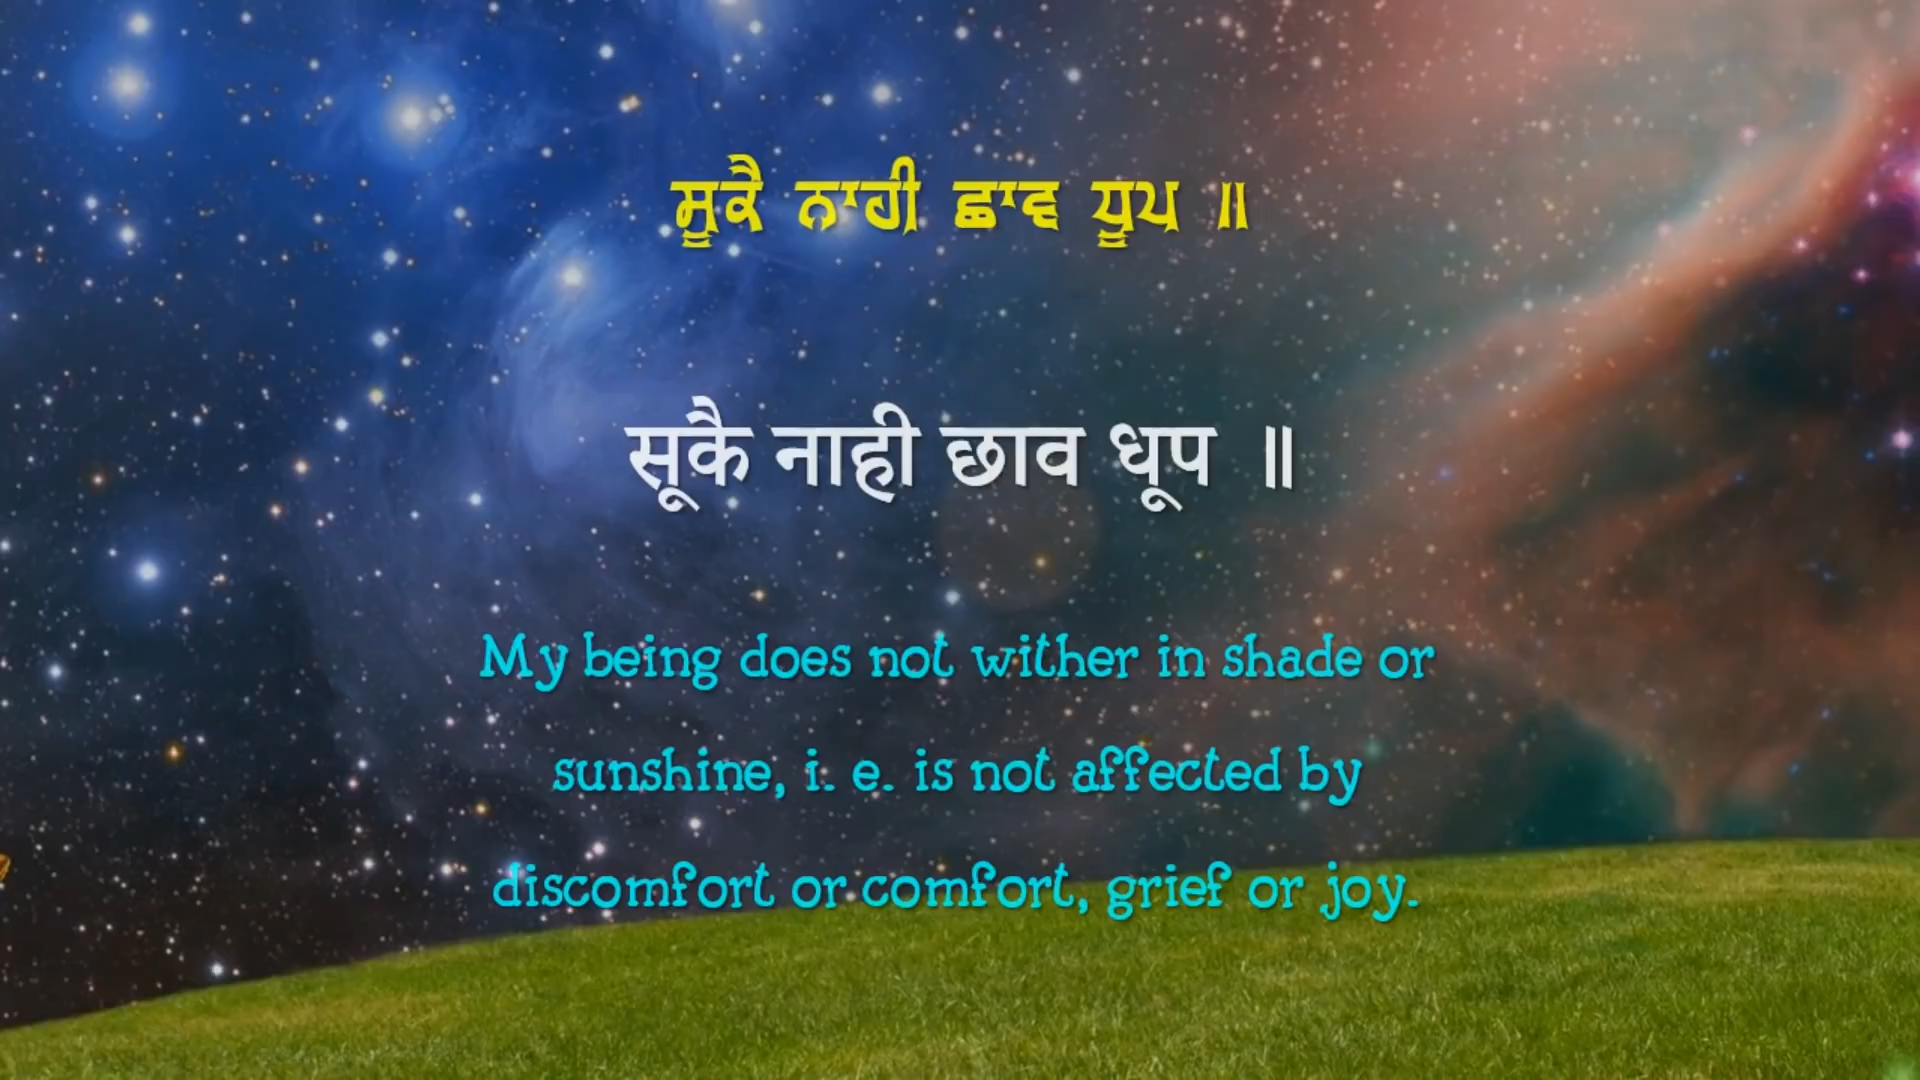 ਸੂਕੈ ਨਾਹੀ ਛਾਵ ਧੂਪ ॥
सूकै नाही छाव धूप ॥
My being does not wither in shade or
sunshine, i. e. is not affected by
discomfort or comfort, grief or joy.